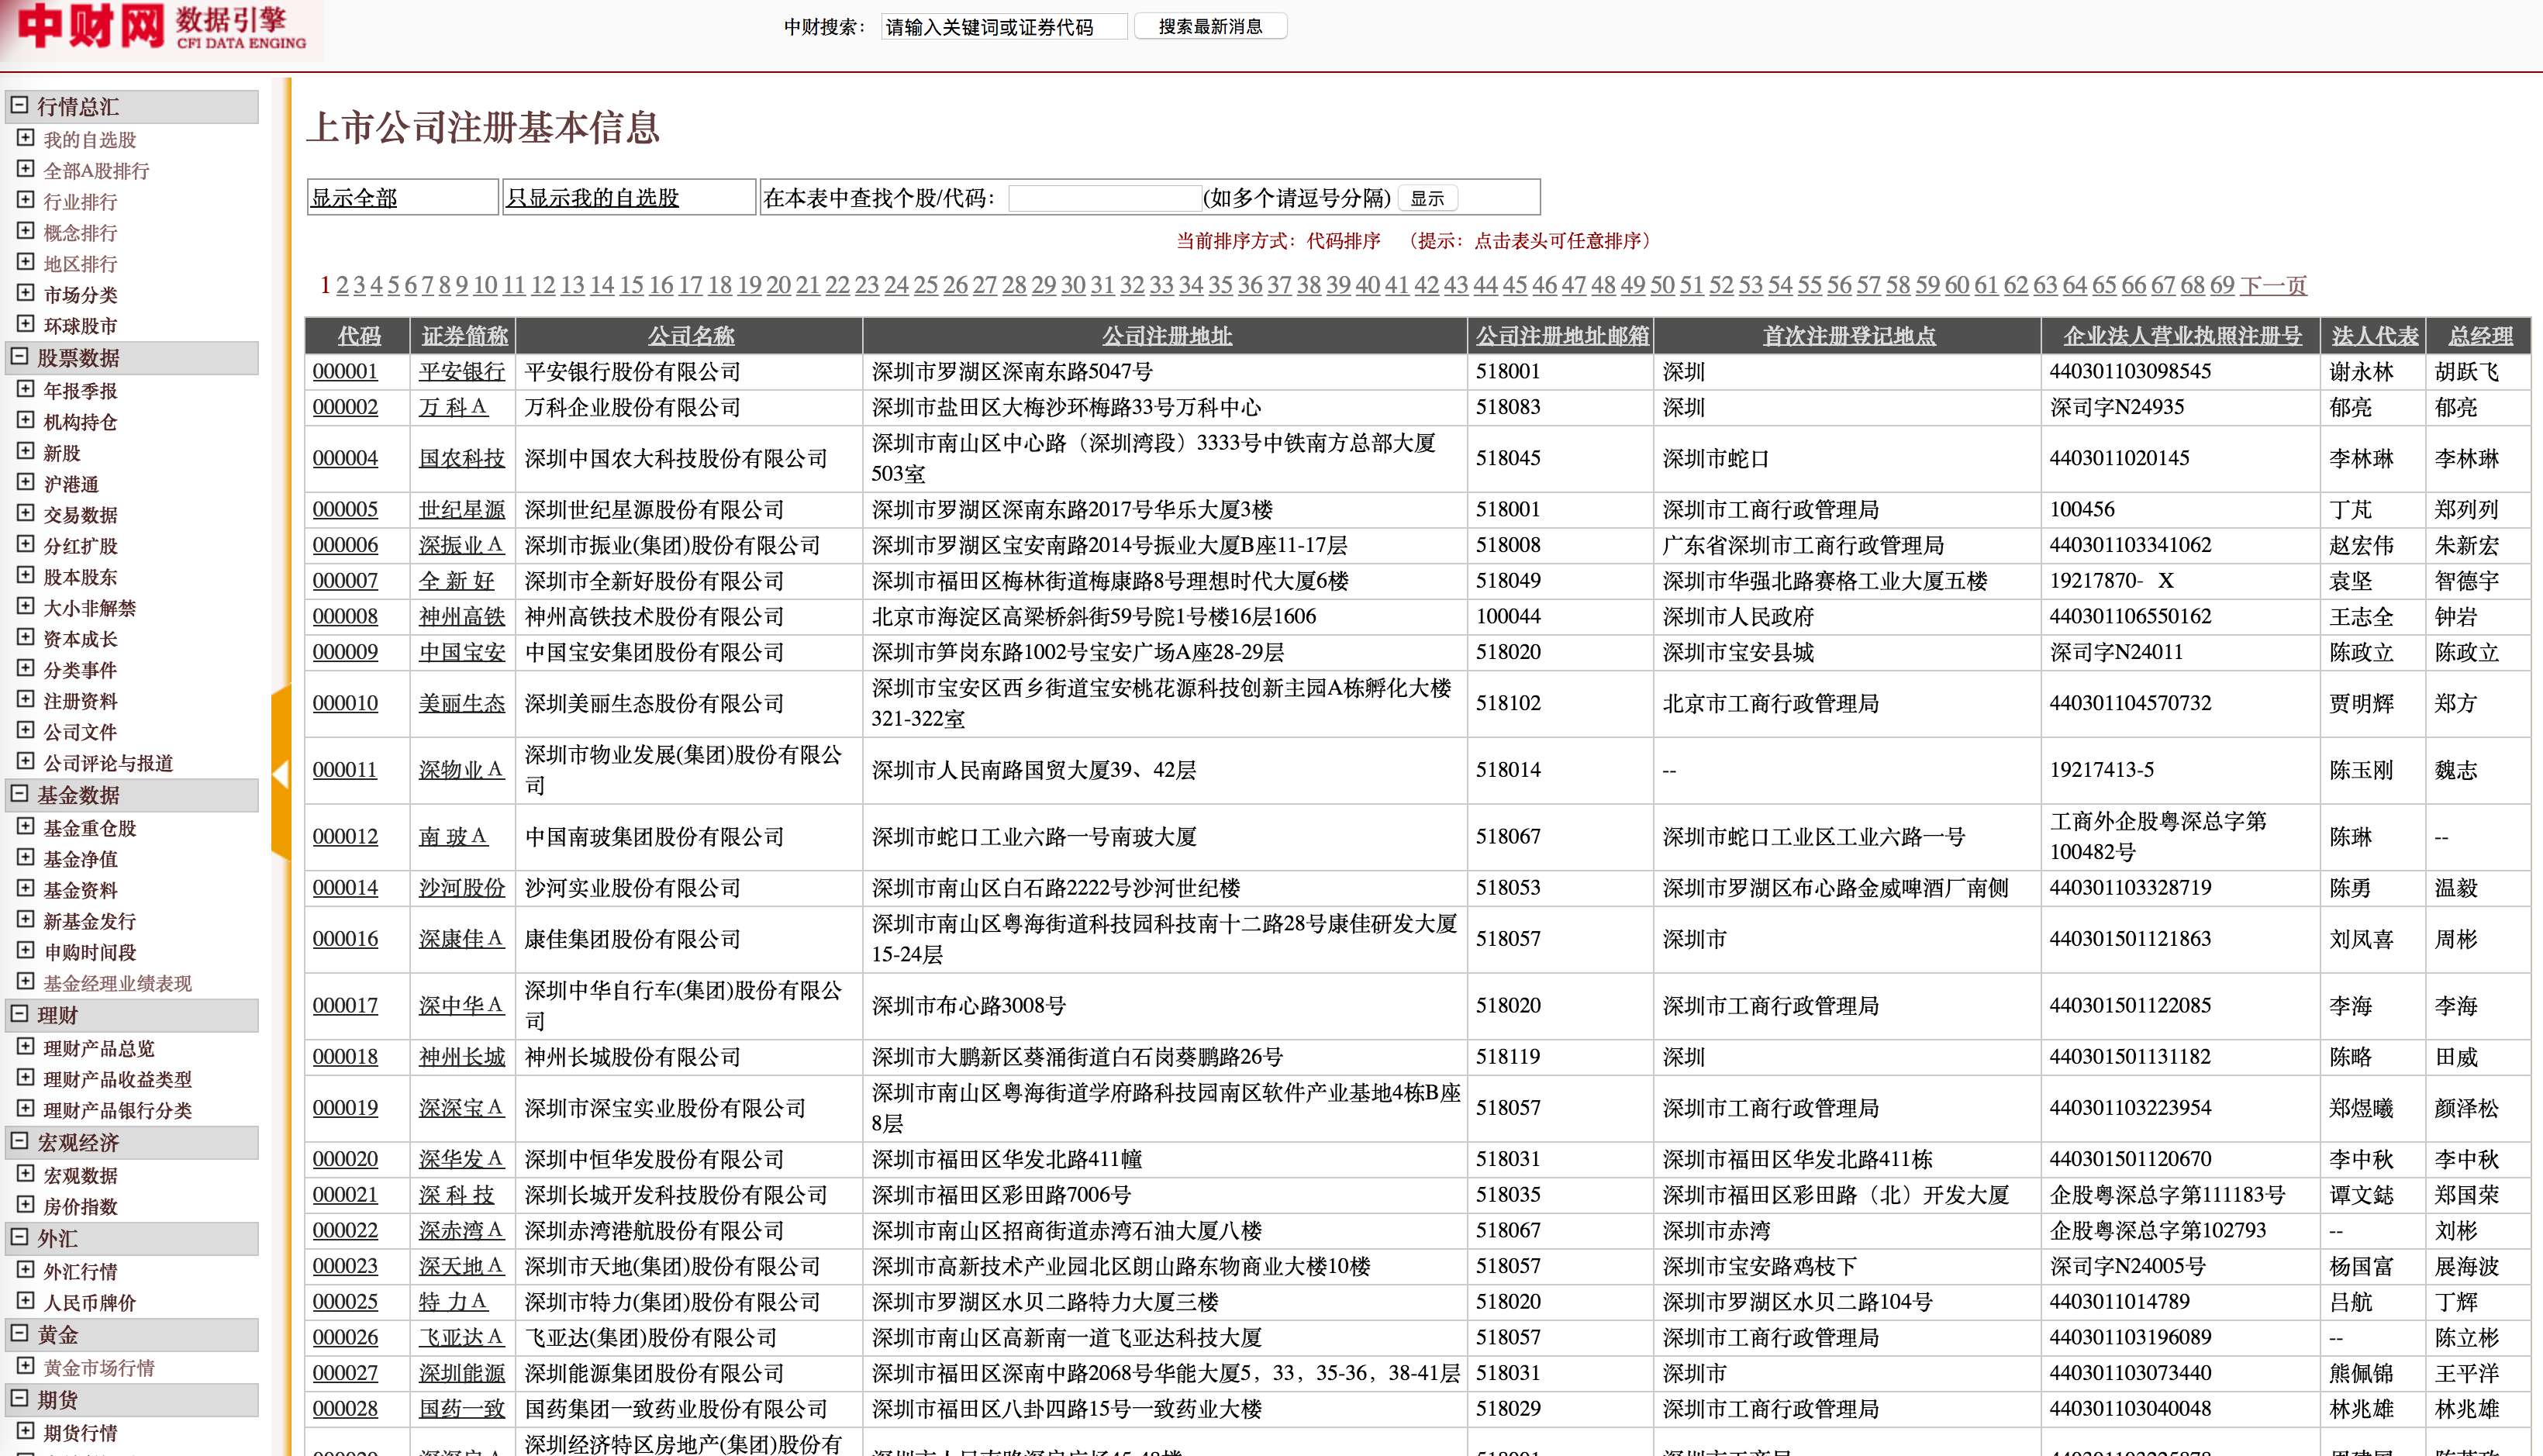 中财网 数据引擎
CFI DATA ENGING
中财搜索： 请输入关键词或证券代码 搜索最新消息
行情总汇
我的自选股
全部A股排行
行业排行
概念排行
地区排行
市场分类
环球股市
股票数据
年报季报
机构持仓
新股
沪港通
交易数据
分红扩股
股本股东
大小非解禁
资本成长
分类事件
注册资料
公司文件
公司评论与报道
基金数据
基金重仓股
基金净值
基金资料
新基金发行
申购时间段
基金经理业绩表现
理财
理财产品总览
理财产品收益类型
理财产品银行分类
宏观经济
宏观数据
房价指数
外汇
外汇行情
人民币牌价
黄金
黄金市场行情
期货
期货行情
上市公司注册基本信息
显示全部 只显示我的自选股 在本表中查找个股/代码： (如多个请逗号分隔) 显示
当前排序方式：代码排序 （提示：点击表头可任意排序）
1 2 3 4 5 6 7 8 9 10 11 12 13 14 15 16 17 18 19 20 21 22 23 24 25 26 27 28 29 30 31 32 33 34 35 36 37 38 39 40 41 42 43 44 45 46 47 48 49 50 51 52 53 54 55 56 57 58 59 60 61 62 63 64 65 66 67 68 69 下一页
代码 证券简称 公司名称 公司注册地址 公司注册地址邮箱 首次注册登记地点 企业法人营业执照注册号 法人代表 总经理
000001 平安银行 平安银行股份有限公司 深圳市罗湖区深南东路5047号 518001 深圳 440301103098545 谢永林 胡跃飞
000002 万 科Ａ 万科企业股份有限公司 深圳市盐田区大梅沙环梅路33号万科中心 518083 深圳 深司字N24935 郁亮 郁亮
000004 国农科技 深圳中国农大科技股份有限公司 深圳市南山区中心路（深圳湾段）3333号中铁南方总部大厦
503室 518045 深圳市蛇口 4403011020145 李林琳 李林琳
000005 世纪星源 深圳世纪星源股份有限公司 深圳市罗湖区深南东路2017号华乐大厦3楼 518001 深圳市工商行政管理局 100456 丁芃 郑列列
000006 深振业Ａ 深圳市振业(集团)股份有限公司 深圳市罗湖区宝安南路2014号振业大厦B座11-17层 518008 广东省深圳市工商行政管理局 440301103341062 赵宏伟 朱新宏
000007 全 新 好 深圳市全新好股份有限公司 深圳市福田区梅林街道梅康路8号理想时代大厦6楼 518049 深圳市华强北路赛格工业大厦五楼 19217870- X 袁坚 智德宇
000008 神州高铁 神州高铁技术股份有限公司 北京市海淀区高梁桥斜街59号院1号楼16层1606 100044 深圳市人民政府 440301106550162 王志全 钟岩
000009 中国宝安 中国宝安集团股份有限公司 深圳市笋岗东路1002号宝安广场A座28-29层 518020 深圳市宝安县城 深司字N24011 陈政立 陈政立
000010 美丽生态 深圳美丽生态股份有限公司 深圳市宝安区西乡街道宝安桃花源科技创新主园A栋孵化大楼
321-322室 518102 北京市工商行政管理局 440301104570732 贾明辉 郑方
000011 深物业Ａ 深圳市物业发展(集团)股份有限公
司 深圳市人民南路国贸大厦39、42层 518014 -- 19217413-5 陈玉刚 魏志
000012 南 玻Ａ 中国南玻集团股份有限公司 深圳市蛇口工业六路一号南玻大厦 518067 深圳市蛇口工业区工业六路一号 工商外企股粤深总字第
100482号 陈琳 --
000014 沙河股份 沙河实业股份有限公司 深圳市南山区白石路2222号沙河世纪楼 518053 深圳市罗湖区布心路金威啤酒厂南侧 440301103328719 陈勇 温毅
000016 深康佳Ａ 康佳集团股份有限公司 深圳市南山区粤海街道科技园科技南十二路28号康佳研发大厦
15-24层 518057 深圳市 440301501121863 刘凤喜 周彬
000017 深中华Ａ 深圳中华自行车(集团)股份有限公
司 深圳市布心路3008号 518020 深圳市工商行政管理局 440301501122085 李海 李海
000018 神州长城 神州长城股份有限公司 深圳市大鹏新区葵涌街道白石岗葵鹏路26号 518119 深圳 440301501131182 陈略 田威
000019 深深宝Ａ 深圳市深宝实业股份有限公司 深圳市南山区粤海街道学府路科技园南区软件产业基地4栋B座
8层 518057 深圳市工商行政管理局 440301103223954 郑煜曦 颜泽松
000020 深华发Ａ 深圳中恒华发股份有限公司 深圳市福田区华发北路411幢 518031 深圳市福田区华发北路411栋 440301501120670 李中秋 李中秋
000021 深 科 技 深圳长城开发科技股份有限公司 深圳市福田区彩田路7006号 518035 深圳市福田区彩田路（北）开发大厦 企股粤深总字第111183号 谭文鋕 郑国荣
000022 深赤湾Ａ 深圳赤湾港航股份有限公司 深圳市南山区招商街道赤湾石油大厦八楼 518067 深圳市赤湾 企股粤深总字第102793 -- 刘彬
000023 深天地Ａ 深圳市天地(集团)股份有限公司 深圳市高新技术产业园北区朗山路东物商业大楼10楼 518057 深圳市宝安路鸡枝下 深司字N24005号 杨国富 展海波
000025 特 力Ａ 深圳市特力(集团)股份有限公司 深圳市罗湖区水贝二路特力大厦三楼 518020 深圳市罗湖区水贝二路104号 4403011014789 吕航 丁辉
000026 飞亚达Ａ 飞亚达(集团)股份有限公司 深圳市南山区高新南一道飞亚达科技大厦 518057 深圳市工商行政管理局 440301103196089 -- 陈立彬
000027 深圳能源 深圳能源集团股份有限公司 深圳市福田区深南中路2068号华能大厦5，33，35-36，38-41层 518031 深圳市 440301103073440 熊佩锦 王平洋
000028 国药一致 国药集团一致药业股份有限公司 深圳市福田区八卦四路15号一致药业大楼 518029 深圳市工商行政管理局 440301103040048 林兆雄 林兆雄
深圳经济特区房地产(集团)股份有